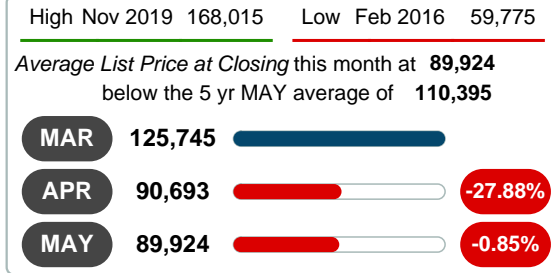 High Nov 2019 168,015 Low Feb 2016 59,775
Average List Price at Closing this month at 89,924
below the 5 yr MAY average of 110,395
MAR 125,745
APR 90,693 -27.88%
MAY 89,924 -0.85%